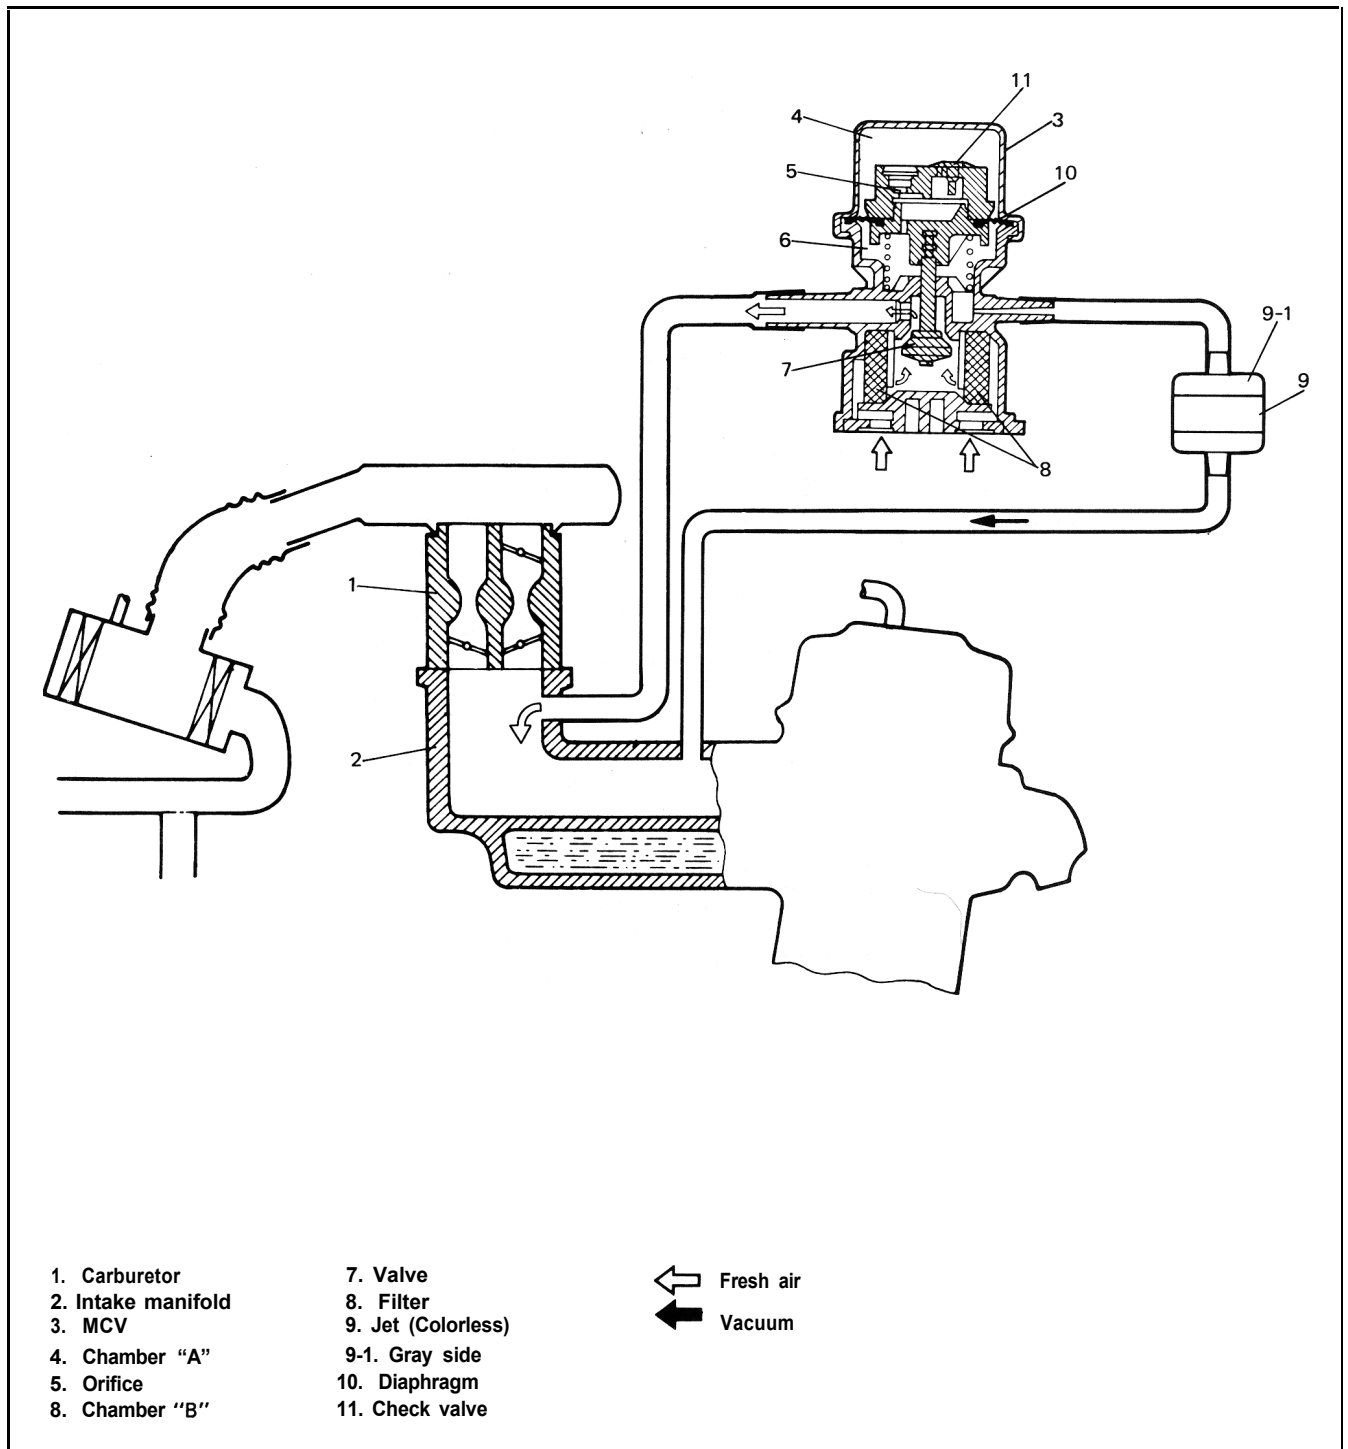 11
4
3
5
10
6
9-1
7
9
8
1
2
1. Carburetor
2. Intake manifold
3. MCV
4. Chamber “A”
5. Orifice
8. Chamber "B"
7. Valve
8. Filter
9. Jet (Colorless)
9-1. Gray side
10. Diaphragm
11. Check valve
Fresh air
Vacuum